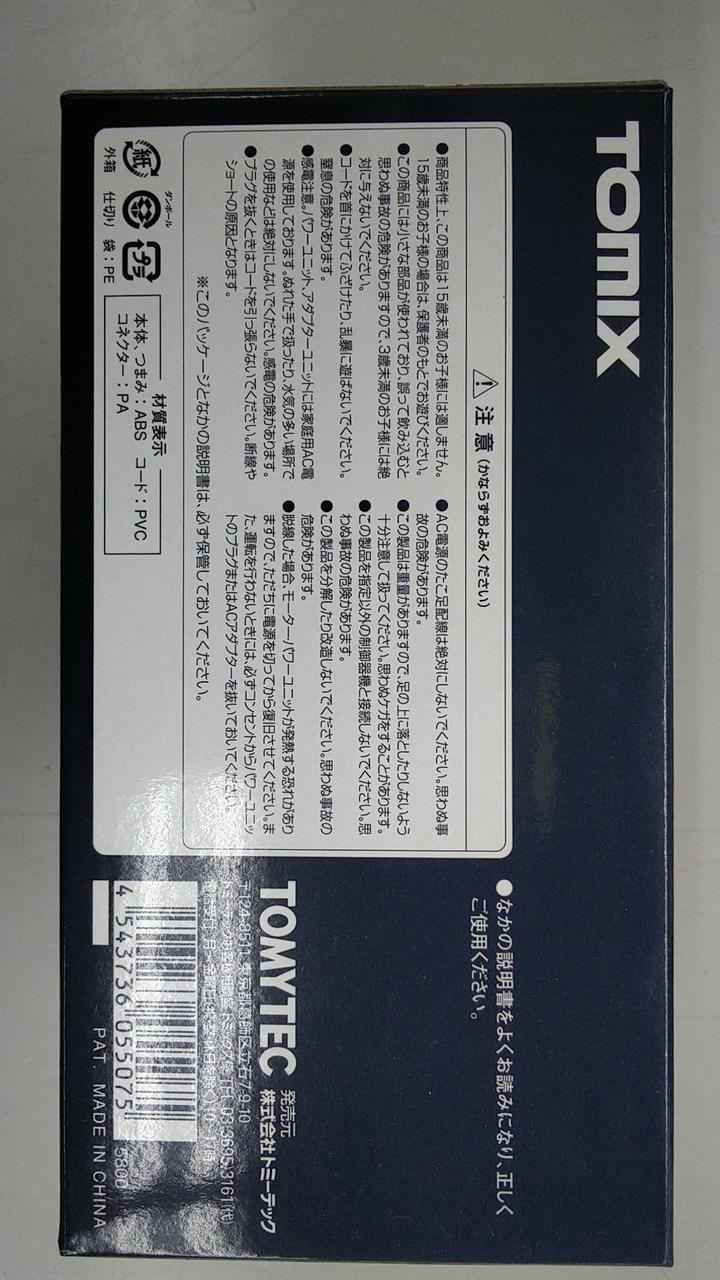 TOMIX
⚠注意(かならずおよみください)
●商品特性上、この商品は15歳未満のお子様には適しません。
15歳未満のお子様の場合は、保護者のもとでお遊びください。
●この商品には小さな部品が使われており、誤って飲み込むと
思わぬ事故の危険がありますので、3歳未満のお子様には絶
対に与えないでください。
●コードを首にかけてふざけたり、乱暴に遊ばないでください。
窒息の危険があります。
●感電注意。パワーユニット、アダプターユニットには家庭用AC電
源を使用しております。ぬれた手で扱ったり、水気の多い場所で
の使用などは絶対にしないでください。感電の危険があります。
●プラグを抜くときはコードを引っ張らないでください。断線や
ショートの原因となります。
●AC電源のたこ足配線は絶対にしないでください。思わぬ事
故の危険があります。
●この製品は重量がありますので、足の上に落としたりしないよう
十分注意して扱ってください。思わぬケガをすることがあります。
●この製品を指定以外の制御器機と接続しないでください。思
わぬ事故の危険があります。
●この製品を分解したり改造しないでください。思わぬ事故の
危険があります。
●脱線した場合、モーター・パワーユニットが発熱する恐れがあり
ますので、ただちに電源を切ってから復旧させてください。ま
た、運転を行わないときには、必ずコンセントからパワーユニッ
トのプラグまたはACアダプターを抜いておいてください。
※このパッケージとなかの説明書は、必ず保管しておいてください。
紙
外箱
ダンボール
仕切り
プラ
袋:PE
材質表示
本体、つまみ:ABS コード:PVC
コネクター:PA
●なかの説明書をよくお読みになり、正しく
ご使用ください。
TOMYTEC
発売元
株式会社トミーテック
〒124-8511 東京都葛飾区立石7-9-10
TEL 03-3695-3161(代)
4 543736 055075
5800
PAT. MADE IN CHINA